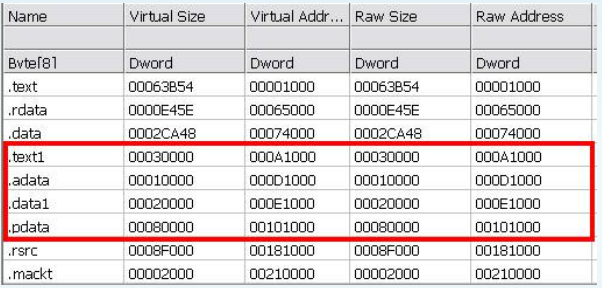 Name Virtual Size Virtual Addr... Raw Size Raw Address
Byte[8] Dword Dword Dword Dword
.text 00063B54 00001000 00063B54 00001000
.rdata 0000E45E 00065000 0000E45E 00065000
.data 0002CA48 00074000 0002CA48 00074000
.text1 00030000 000A1000 00030000 000A1000
.adata 00010000 000D1000 00010000 000D1000
.data1 00020000 000E1000 00020000 000E1000
.pdata 00080000 00101000 00080000 00101000
.rsrc 0008F000 00181000 0008F000 00181000
.mackt 00002000 00210000 00002000 00210000